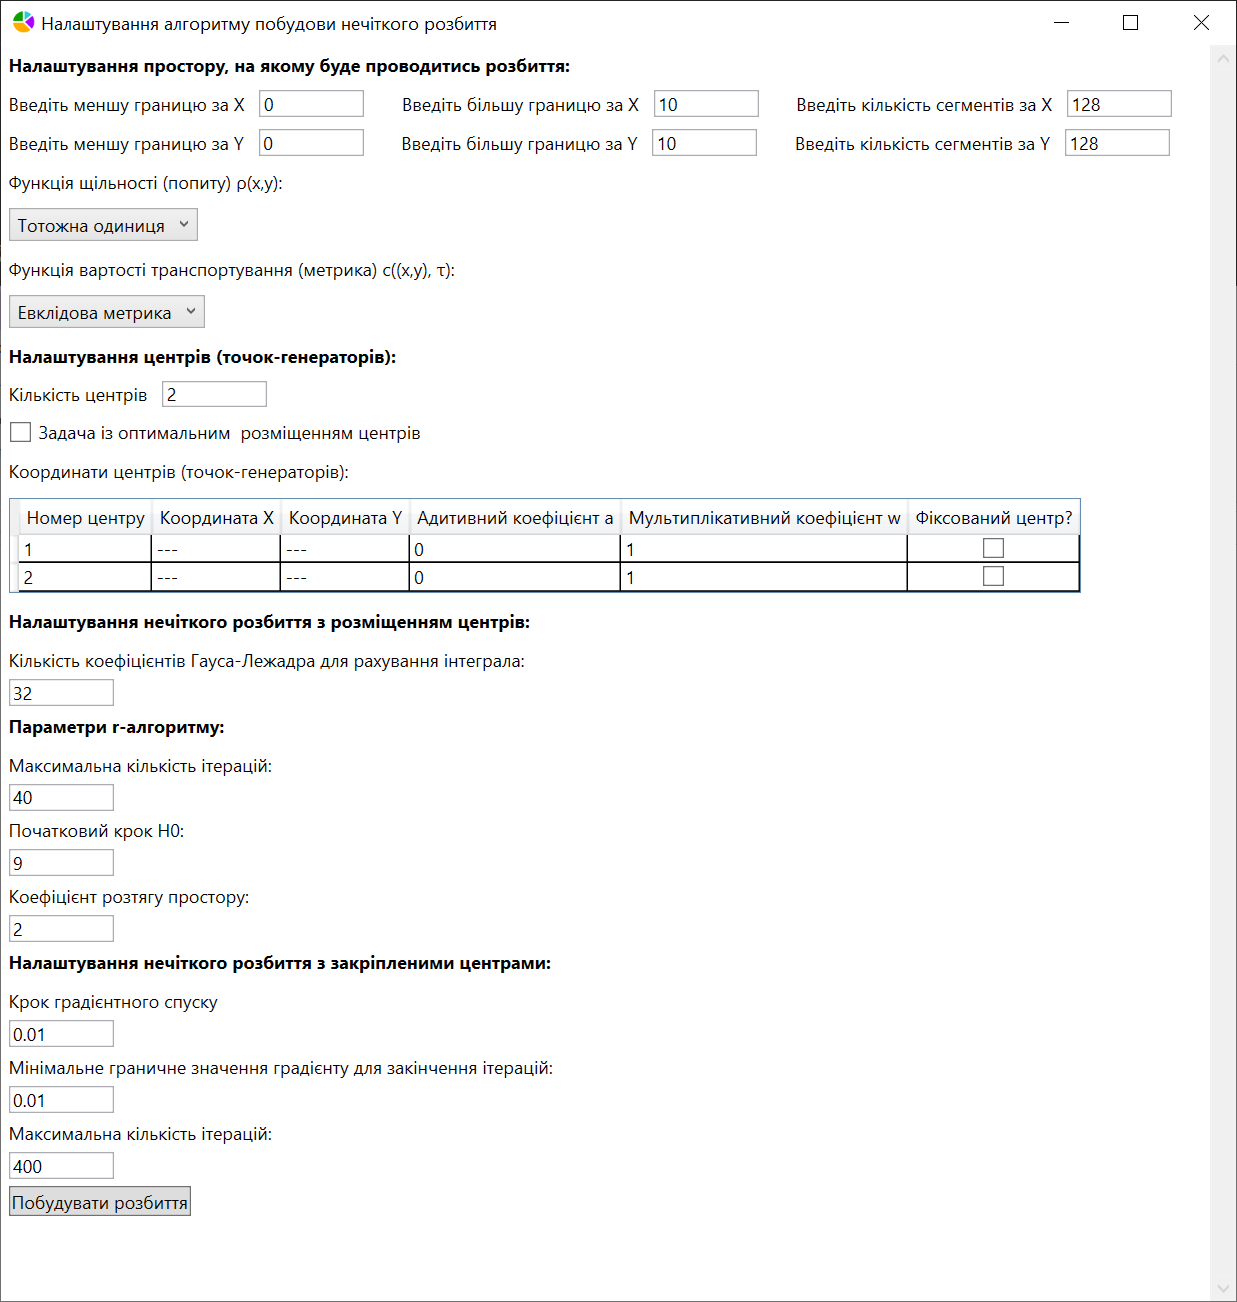 Налаштування алгоритму побудови нечіткого розбиття
Налаштування простору, на якому буде проводитись розбиття:
Введіть меншу границю за X 0 Введіть більшу границю за X 10 Введіть кількість сегментів за X 128
Введіть меншу границю за Y 0 Введіть більшу границю за Y 10 Введіть кількість сегментів за Y 128
Функція щільності (попиту) ρ(x,y):
Тотожна одиниця
Функція вартості транспортування (метрика) c((x,y), τ):
Евклідова метрика
Налаштування центрів (точок-генераторів):
Кількість центрів 2
Задача із оптимальним розміщенням центрів
Координати центрів (точок-генераторів):
Номер центру Координата X Координата Y Адитивний коефіцієнт a Мультиплікативний коефіцієнт w Фіксований центр?
1 --- --- 0 1
2 --- --- 0 1
Налаштування нечіткого розбиття з розміщенням центрів:
Кількість коефіцієнтів Гауса-Лежадра для рахування інтеграла:
32
Параметри r-алгоритму:
Максимальна кількість ітерацій:
40
Початковий крок H0:
9
Коефіцієнт розтягу простору:
2
Налаштування нечіткого розбиття з закріпленими центрами:
Крок градієнтного спуску
0.01
Мінімальне граничне значення градієнту для закінчення ітерацій:
0.01
Максимальна кількість ітерацій:
400
Побудувати розбиття